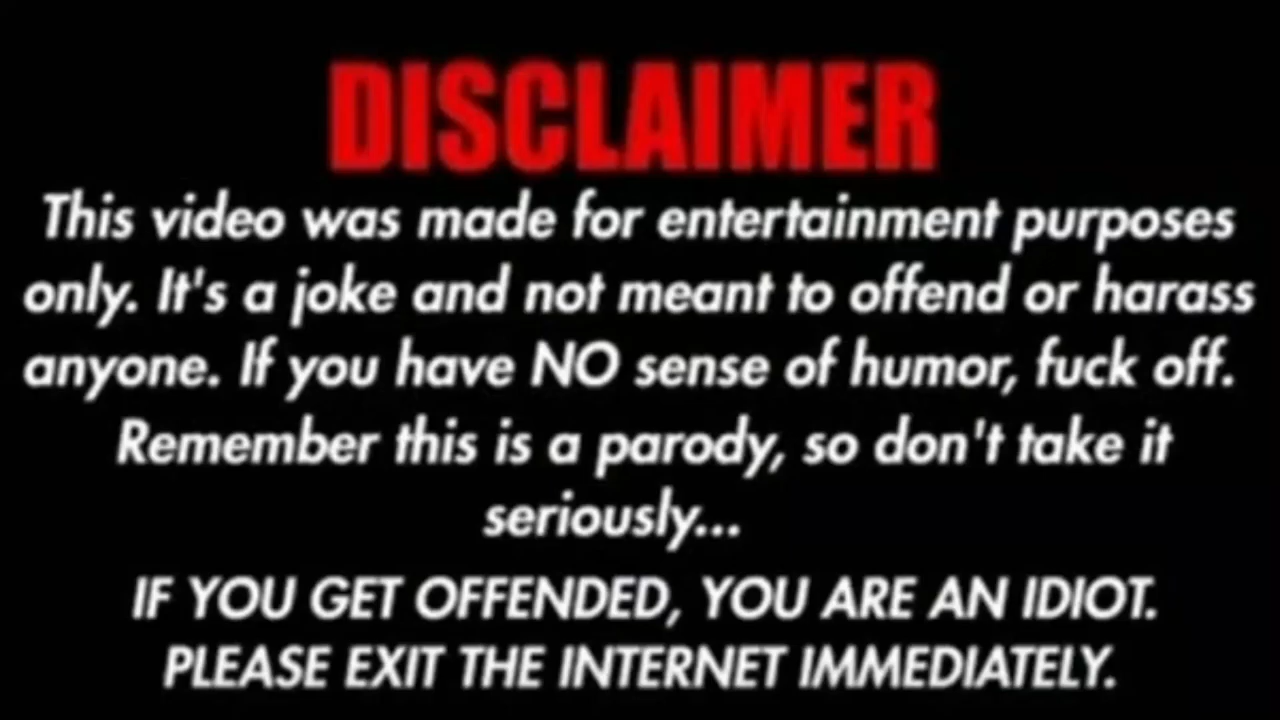 DISCLAIMER
This video was made for entertainment purposes
only. It's a joke and not meant to offend or harass
anyone. If you have NO sense of humor, fuck off.
Remember this is a parody, so don't take it
seriously...
IF YOU GET OFFENDED, YOU ARE AN IDIOT.
PLEASE EXIT THE INTERNET IMMEDIATELY.